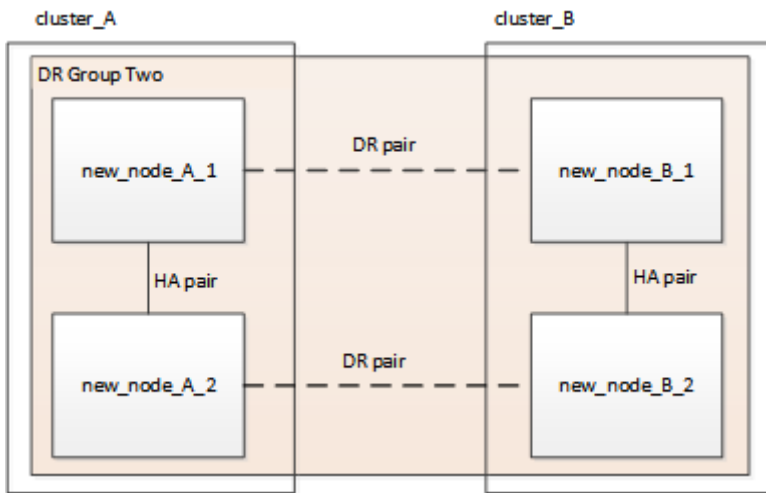 cluster_A
cluster_B
DR Group Two
new_node_A_1
DR pair
new_node_B_1
HA pair
HA pair
new_node_A_2
DR pair
new_node_B_2